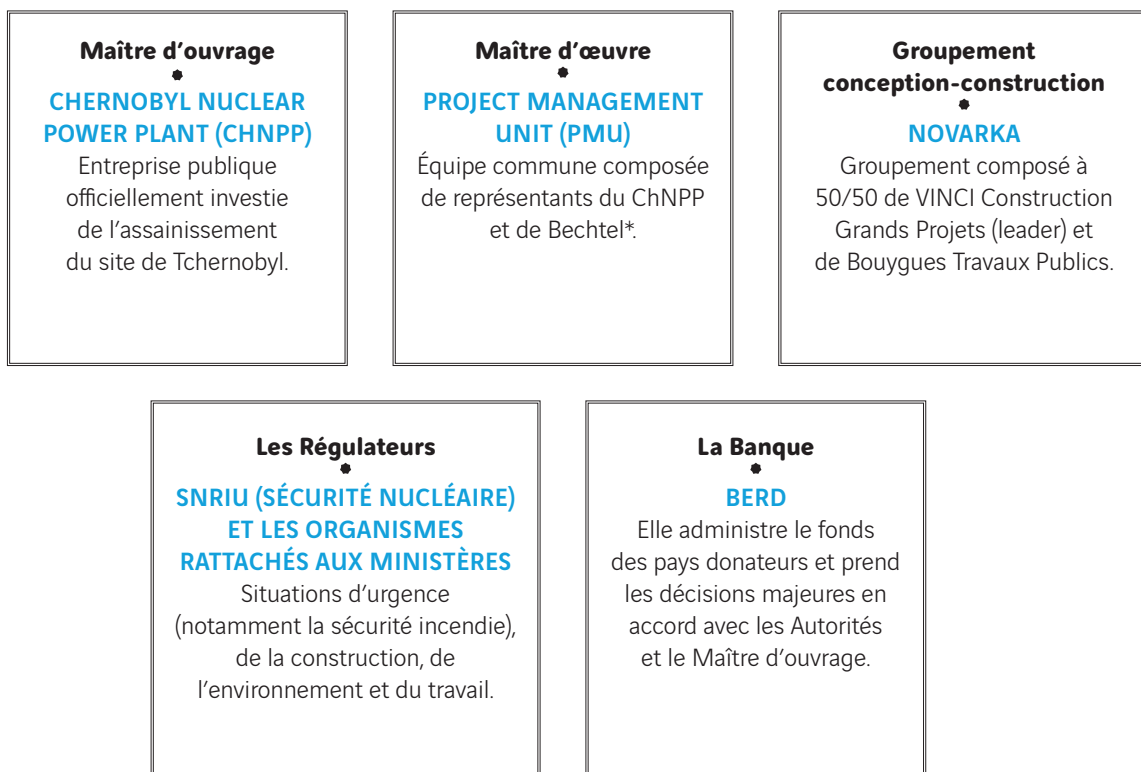 Maître d’ouvrage
CHERNOBYL NUCLEAR
POWER PLANT (CHNPP)
Entreprise publique
officiellement investie
de l’assainissement
du site de Tchernobyl.
Maître d’œuvre
PROJECT MANAGEMENT
UNIT (PMU)
Équipe commune composée
de représentants du ChNPP
et de Bechtel*.
Groupement
conception-construction
NOVARKA
Groupement composé à
50/50 de VINCI Construction
Grands Projets (leader) et
de Bouygues Travaux Publics.
Les Régulateurs
SNRIU (SÉCURITÉ NUCLÉAIRE)
ET LES ORGANISMES
RATTACHÉS AUX MINISTÈRES
Situations d’urgence
(notamment la sécurité incendie),
de la construction, de
l’environnement et du travail.
La Banque
BERD
Elle administre le fonds
des pays donateurs et prend
les décisions majeures en
accord avec les Autorités
et le Maître d’ouvrage.